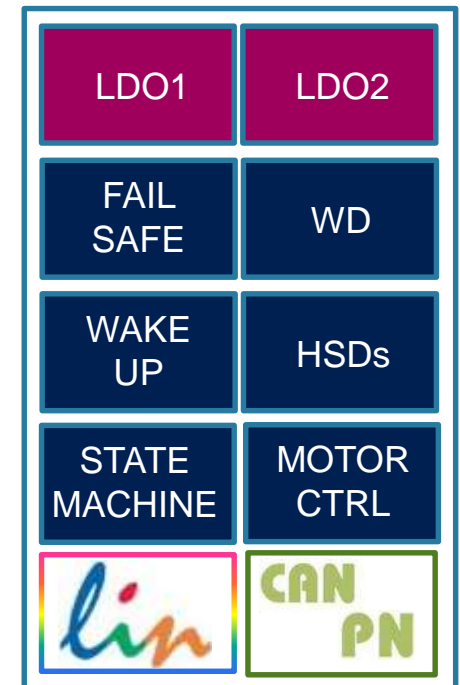 LDO1 LDO2
FAIL
SAFE
WD
WAKE
UP
HSDs
STATE
MACHINE
MOTOR
CTRL
lin
CAN
PN